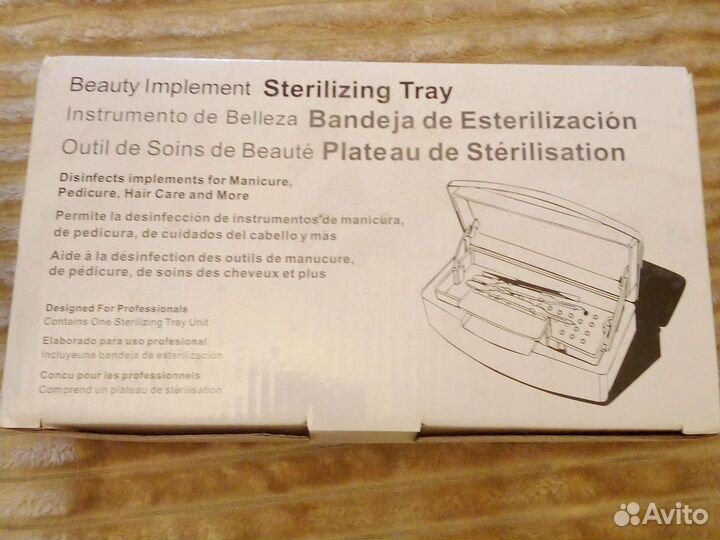 Beauty Implement Sterilizing Tray
Instrumento de Belleza Bandeja de Esterilización
Outil de Soins de Beauté Plateau de Stérilisation
Disinfects implements for Manicure,
Pedicure, Hair Care and More
Permite la desinfección de instrumentos de manicura,
de pedicura, de cuidados del cabello y más
Aide à la désinfection des outils de manucure,
de pédicure, de soins des cheveux et plus
Designed For Professionals
Contains One Sterilizing Tray Unit
Elaborado para uso profesional
Incluyeuna bandeja de esterilización
Concu pour les professionnels
Comprend un plateau de stérilisation
Avito